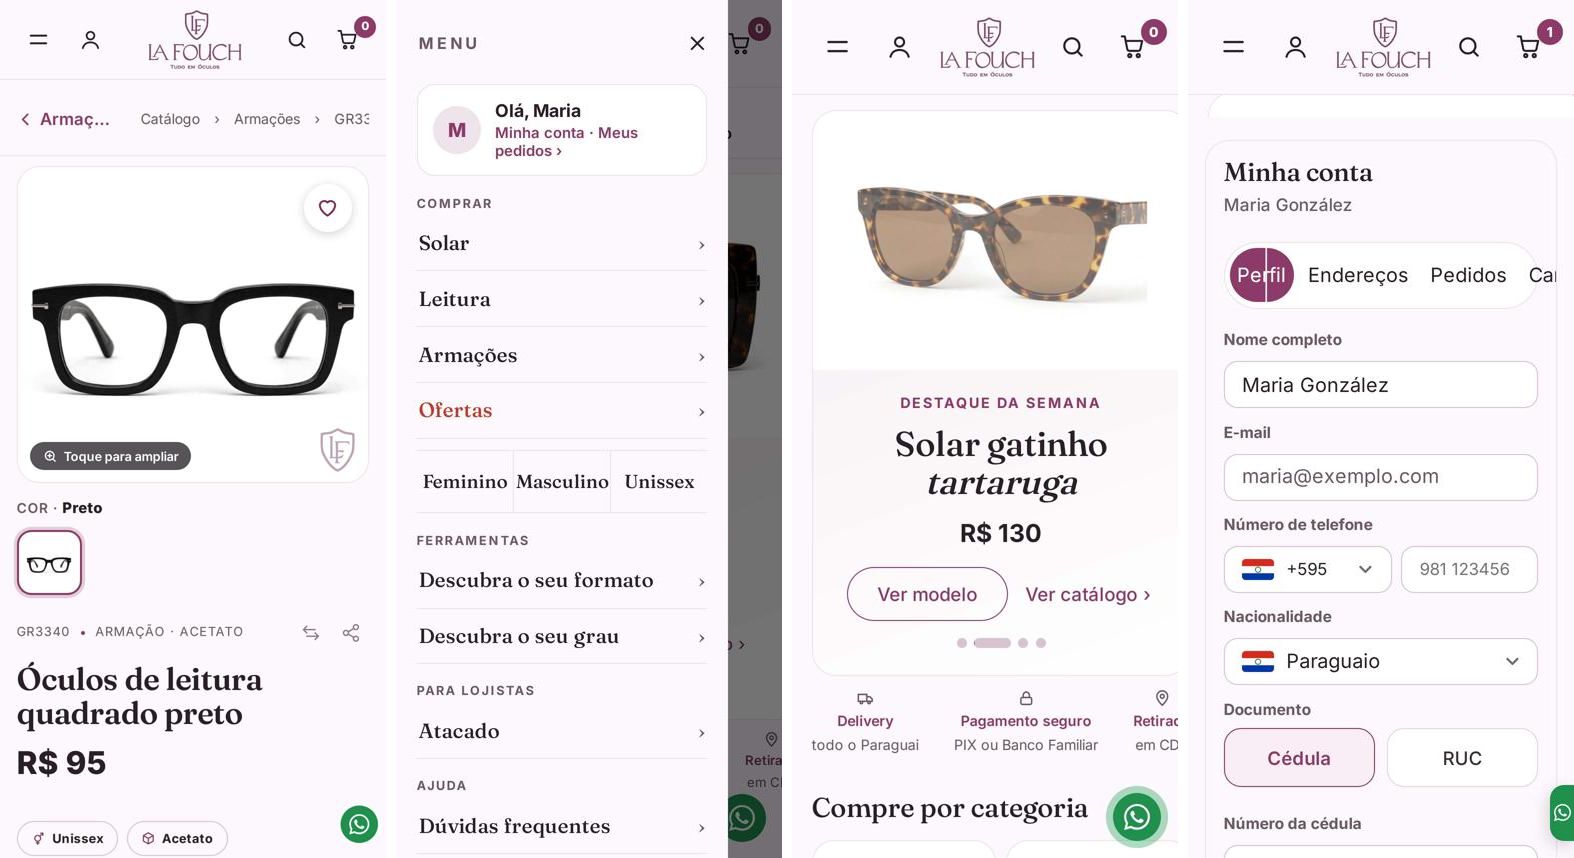 0
LA FOUCH
Tudo em Óculos
Armaç...
Catálogo › Armações ›
Toque para ampliar
LF
COR · Preto
GR3340 • ARMAÇÃO · ACETATO
Óculos de leitura
quadrado preto
R$ 95
Unissex
Acetato
MENU
0
M
Olá, Maria
Minha conta · Meus
pedidos ›
COMPRAR
Solar ›
Leitura ›
Armações ›
Ofertas ›
Feminino
Masculino
Unissex
FERRAMENTAS
Descubra o seu formato ›
Descubra o seu grau ›
PARA LOJISTAS
Atacado ›
AJUDA
Dúvidas frequentes ›
0
LA FOUCH
Tudo em Óculos
DESTAQUE DA SEMANA
Solar gatinho
tartaruga
R$ 130
Ver modelo
Ver catálogo ›
Delivery
todo o Paraguai
Pagamento seguro
PIX ou Banco Familiar
em
Compre por categoria
1
LA FOUCH
Tudo em Óculos
Minha conta
Maria González
Perfil
Endereços
Pedidos
Nome completo
Maria González
E-mail
maria@exemplo.com
Número de telefone
+595
981 123456
Nacionalidade
Paraguaio
Documento
Cédula
RUC
Número da cédula